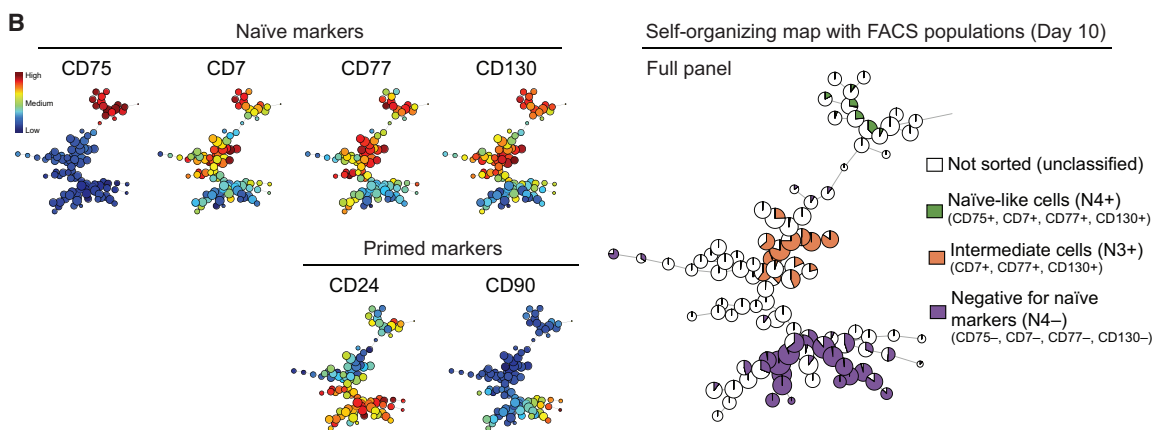 B
Naïve markers
CD75
CD7
CD77
CD130
High
Medium
Low
Primed markers
CD24
CD90
Self-organizing map with FACS populations (Day 10)
Full panel
Not sorted (unclassified)
Naïve-like cells (N4+)
(CD75+, CD7+, CD77+, CD130+)
Intermediate cells (N3+)
(CD7+, CD77+, CD130+)
Negative for naïve
markers (N4–)
(CD75–, CD7–, CD77–, CD130–)